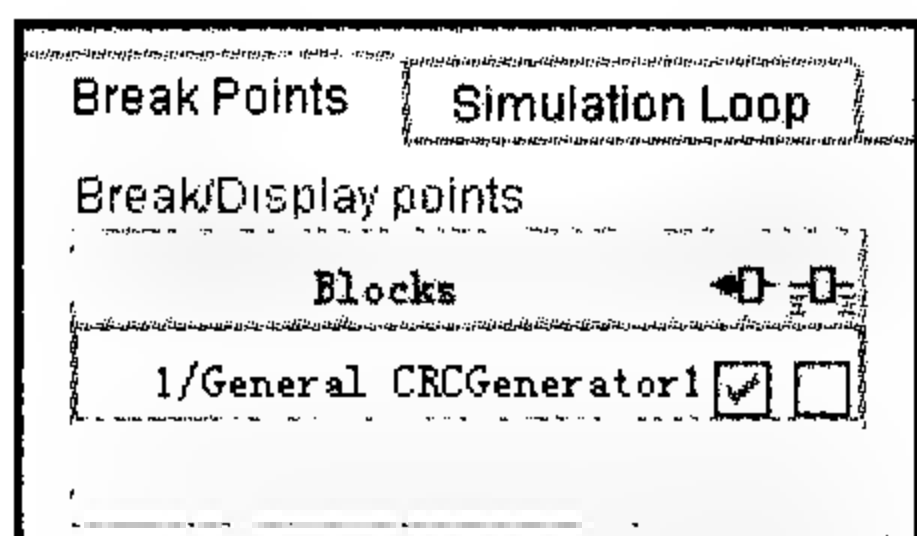 Break Points Simulation Loop
Break/Display points
Blocks
1/General CRCGenerator1